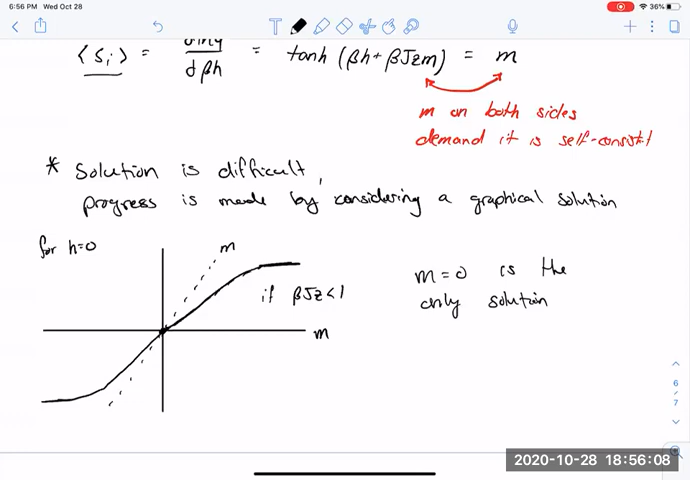 6:56 PM Wed Oct 28
36%
⟨Si⟩ = / dβh = tanh (βh + βJzm) = m
m on both sides
demand it is self-consist
* Solution is difficult,
progress is made by considering a graphical solution
for h=0
m
if βJz<1
m
m=0 is the
only solution
6
/
7
2020-10-28 18:56:08